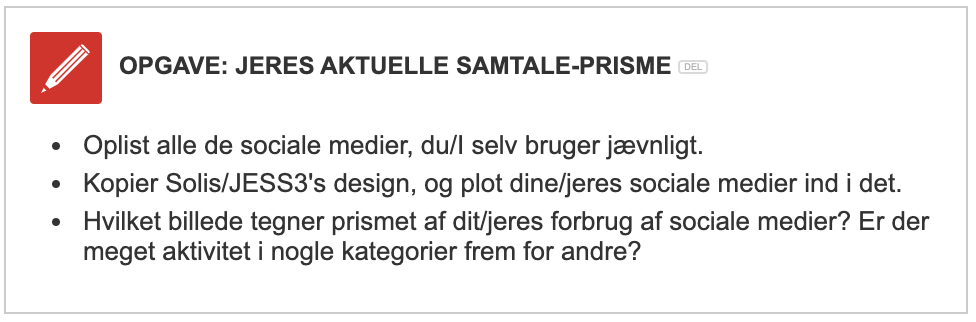 OPGAVE: JERES AKTUELLE SAMTALE-PRISME DEL
• Oplist alle de sociale medier, du/I selv bruger jævnligt.
• Kopier Solis/JESS3's design, og plot dine/jeres sociale medier ind i det.
• Hvilket billede tegner prismet af dit/jeres forbrug af sociale medier? Er der
meget aktivitet i nogle kategorier frem for andre?